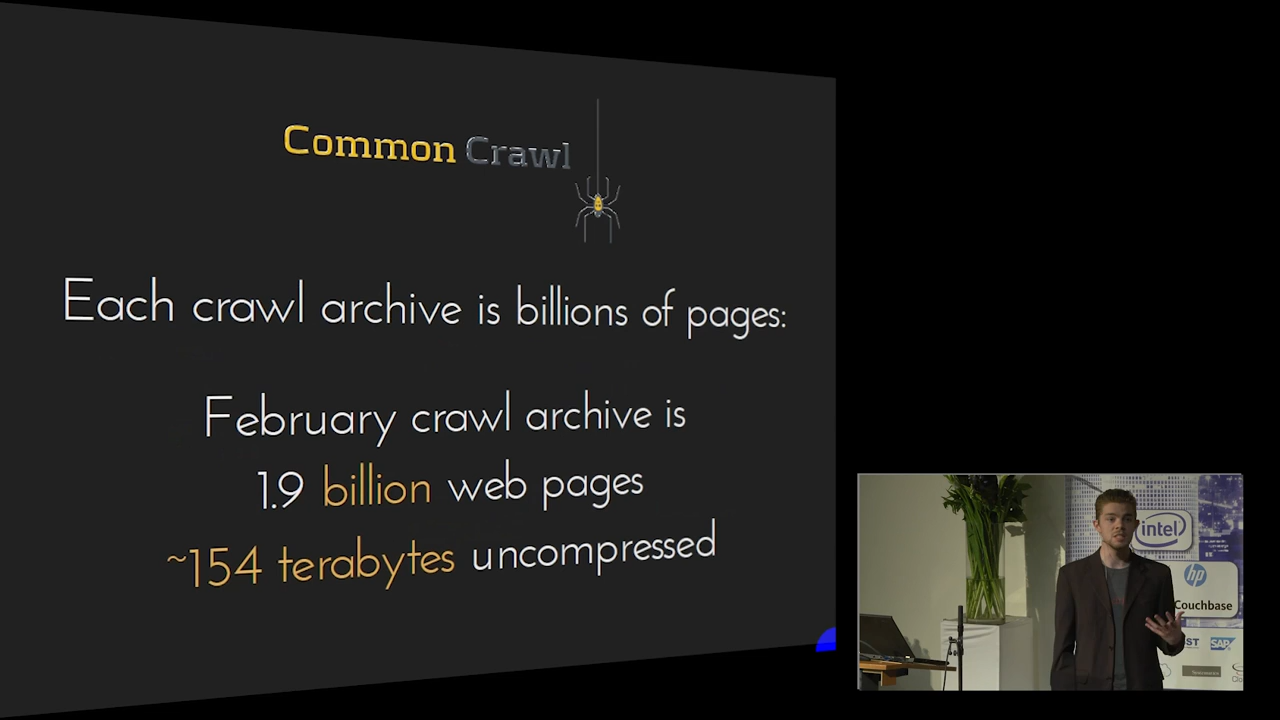 Common Crawl
Each crawl archive is billions of pages:
February crawl archive is
1.9 billion web pages
~154 terabytes uncompressed
intel
hp
Couchbase
SAP